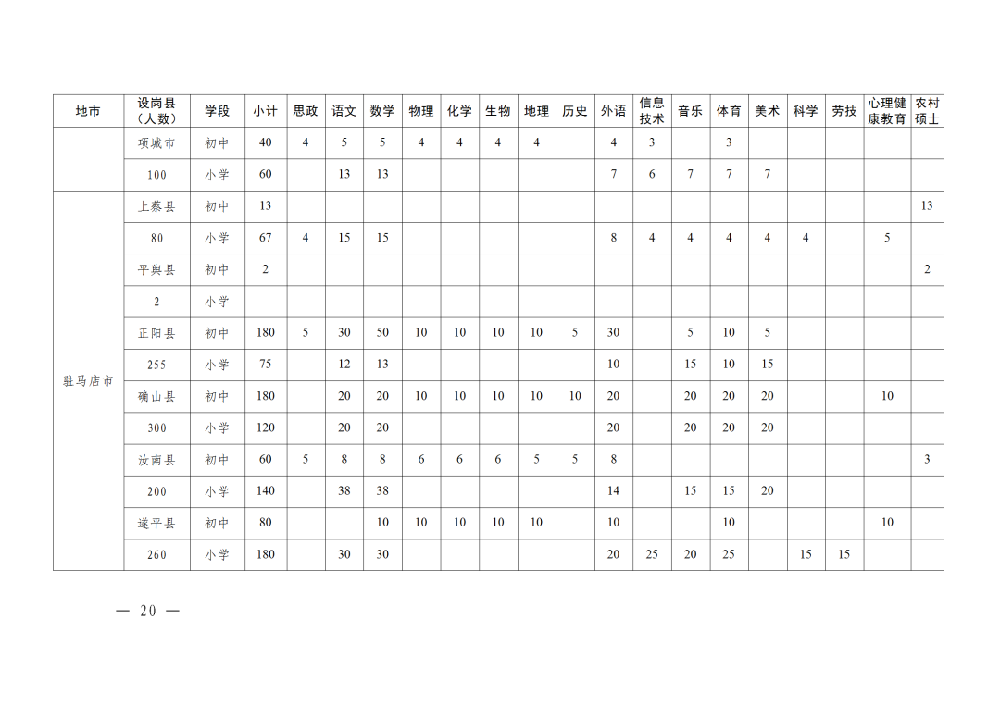 地市 设岗县（人数） 学段 小计 思政 语文 数学 物理 化学 生物 地理 历史 外语 信息技术 音乐 体育 美术 科学 劳技 心理健康教育 农村硕士
项城市 初中 40 4 5 5 4 4 4 4 4 3 3
100 小学 60 13 13 7 6 7 7 7
驻马店市
上蔡县 初中 13 13
80 小学 67 4 15 15 8 4 4 4 4 4 5
平舆县 初中 2 2
2 小学
正阳县 初中 180 5 30 50 10 10 10 10 5 30 5 10 5
255 小学 75 12 13 10 15 10 15
确山县 初中 180 20 20 10 10 10 10 10 20 20 20 20 10
300 小学 120 20 20 20 20 20 20
汝南县 初中 60 5 8 8 6 6 6 5 5 8 3
200 小学 140 38 38 14 15 15 20
遂平县 初中 80 10 10 10 10 10 10 10 10
260 小学 180 30 30 20 25 20 25 15 15
— 20 —